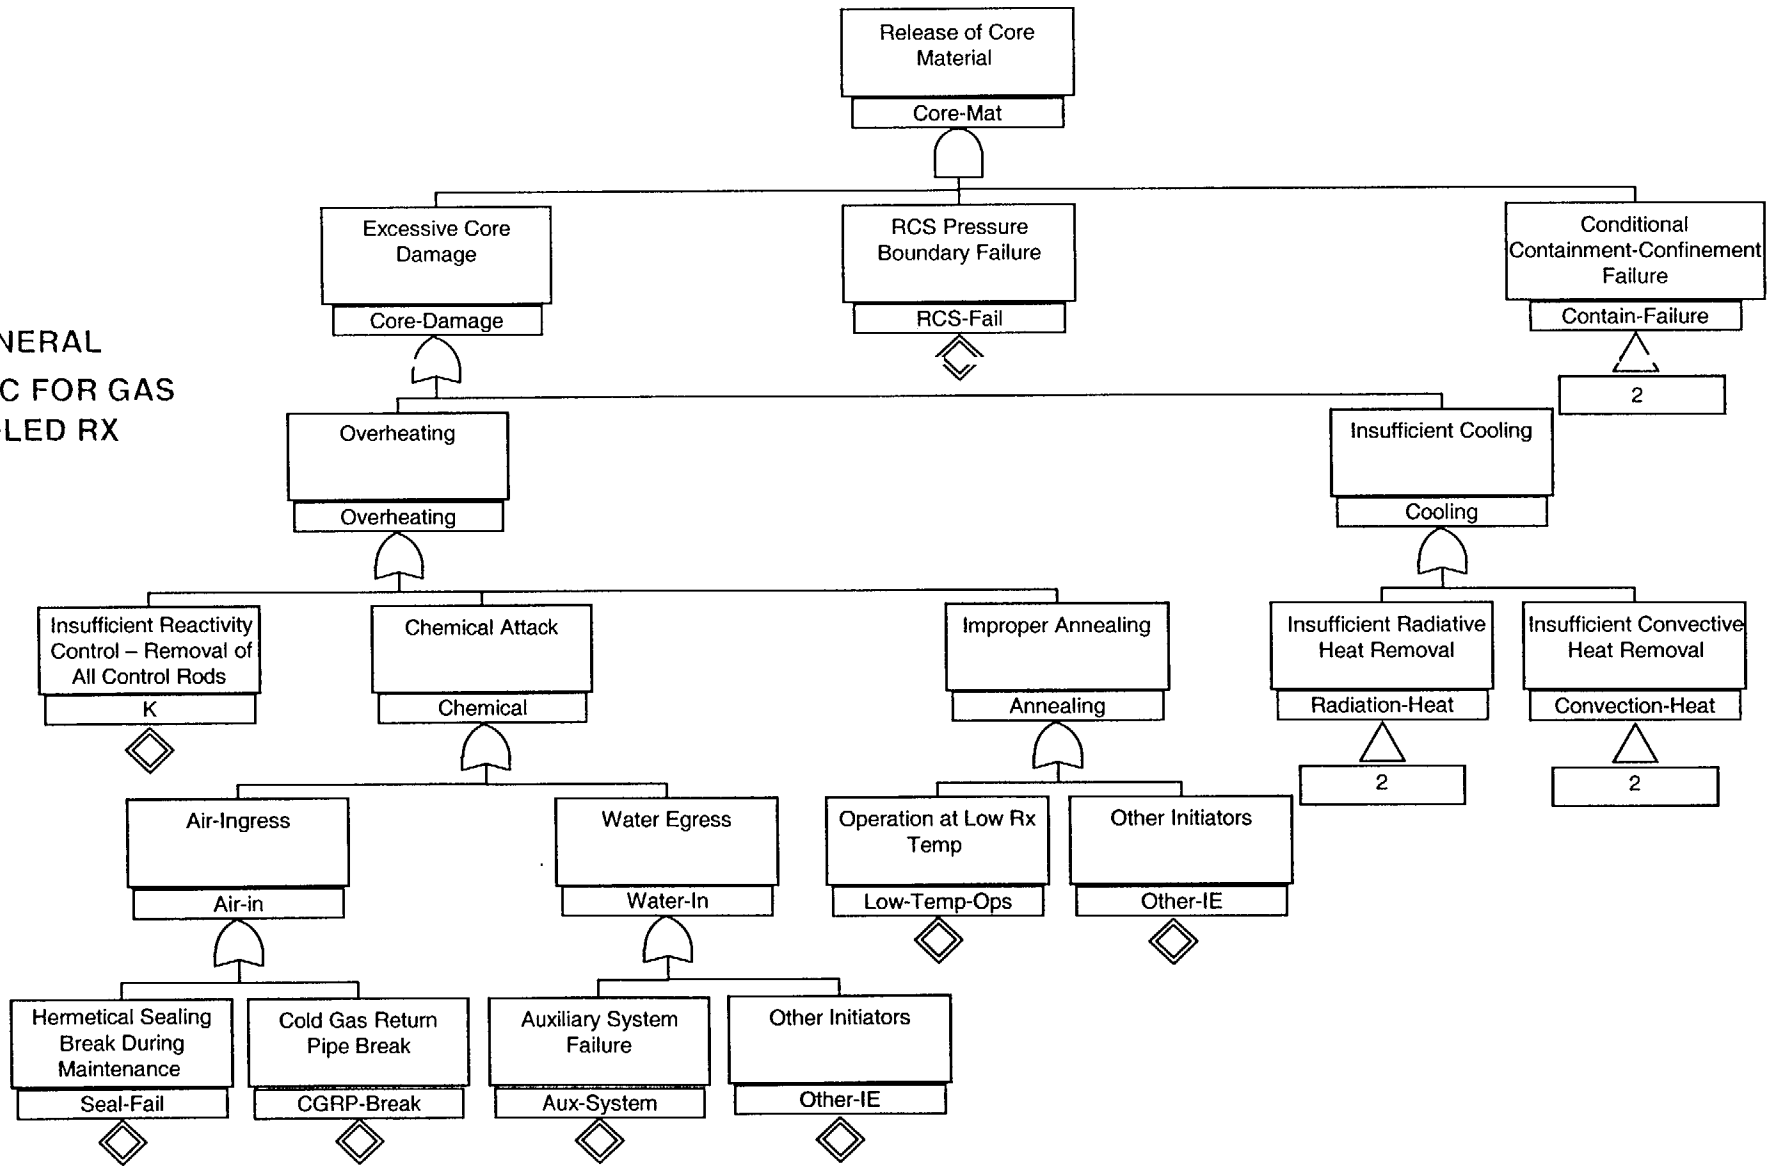 Release of Core
Material
Core-Mat
Excessive Core
Damage
Core-Damage
RCS Pressure
Boundary Failure
RCS-Fail
Conditional
Containment-Confinement
Failure
Contain-Failure
2
NERAL
C FOR GAS
LED RX
Overheating
Overheating
Insufficient Cooling
Cooling
Insufficient Reactivity
Control – Removal of
All Control Rods
K
Chemical Attack
Chemical
Improper Annealing
Annealing
Insufficient Radiative
Heat Removal
Radiation-Heat
2
Insufficient Convective
Heat Removal
Convection-Heat
2
Air-Ingress
Air-in
Water Egress
Water-In
Operation at Low Rx
Temp
Low-Temp-Ops
Other Initiators
Other-IE
Hermetical Sealing
Break During
Maintenance
Seal-Fail
Cold Gas Return
Pipe Break
CGRP-Break
Auxiliary System
Failure
Aux-System
Other Initiators
Other-IE